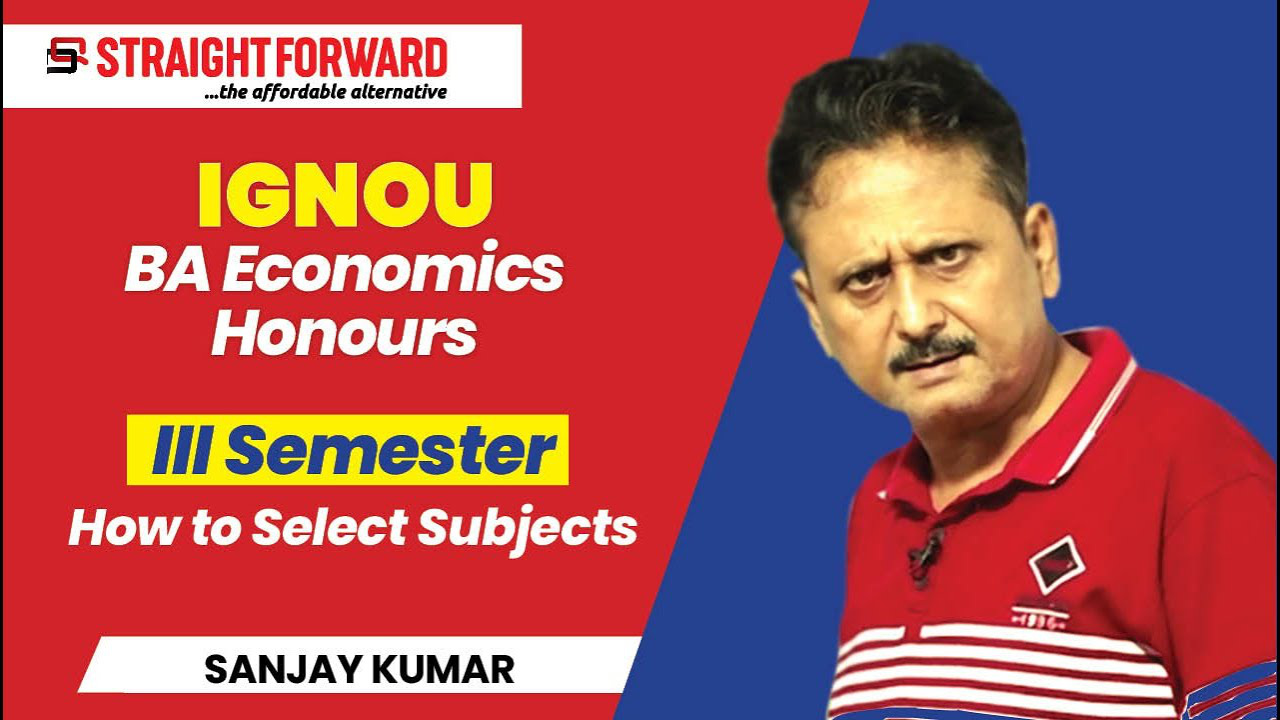 STRAIGHT FORWARD
...the affordable alternative
IGNOU
BA Economics
Honours
III Semester
How to Select Subjects
SANJAY KUMAR